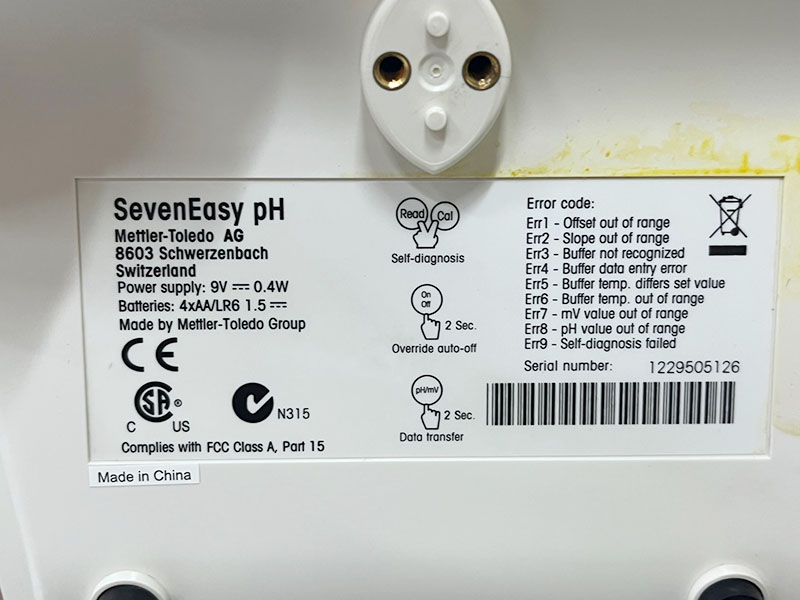 SevenEasy pH
Mettler-Toledo AG
8603 Schwerzenbach
Switzerland
Power supply: 9V ⎓ 0.4W
Batteries: 4xAA/LR6 1.5 ⎓
Made by Mettler-Toledo Group
CE
SA ®
C US
N315
Complies with FCC Class A, Part 15
Made in China
Read Cal
Self-diagnosis
On
Off
2 Sec.
Override auto-off
pH/mV
2 Sec.
Data transfer
Error code:
Err1 - Offset out of range
Err2 - Slope out of range
Err3 - Buffer not recognized
Err4 - Buffer data entry error
Err5 - Buffer temp. differs set value
Err6 - Buffer temp. out of range
Err7 - mV value out of range
Err8 - pH value out of range
Err9 - Self-diagnosis failed
Serial number: 1229505126